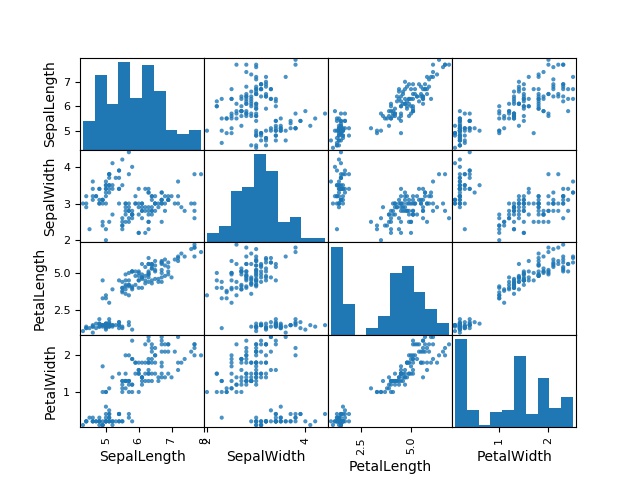 SepalLength
7
6
5
SepalWidth
4
3
2
PetalLength
5.0
2.5
PetalWidth
2
1
5 6 7 8 2 4 2.5 5.0 1 2
SepalLength SepalWidth PetalLength PetalWidth